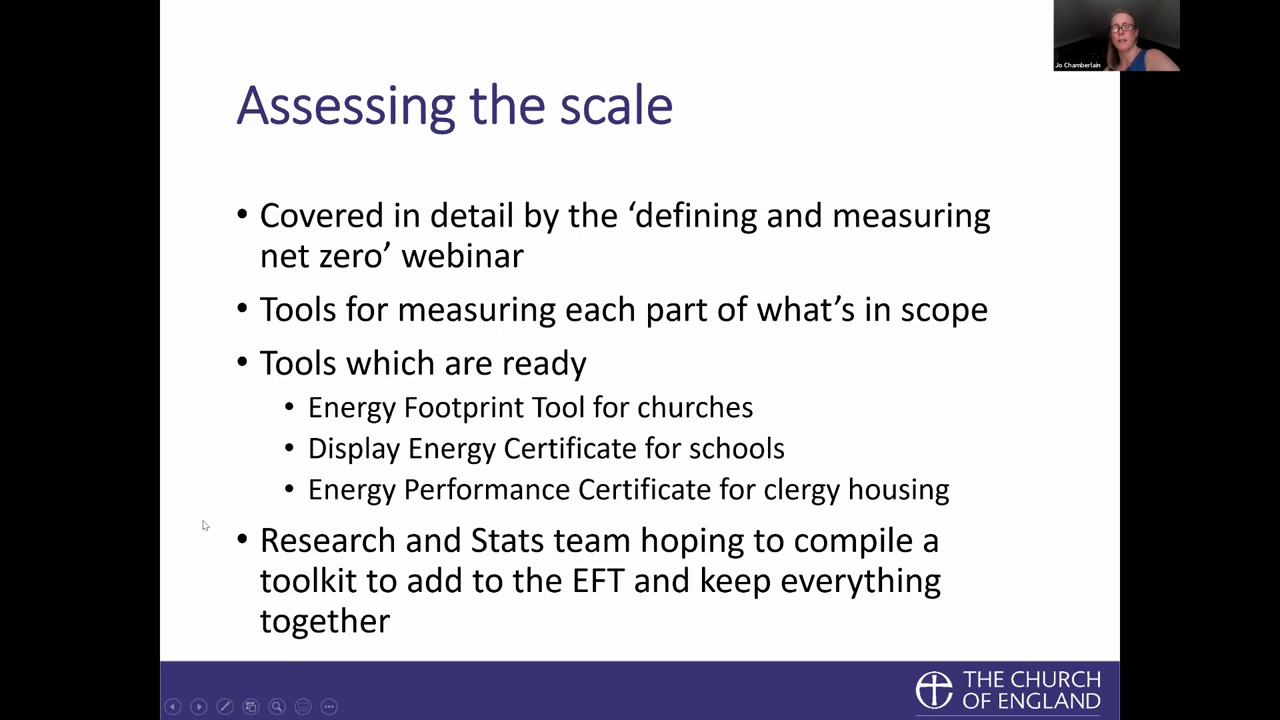 Jo Chamberlain
Assessing the scale
• Covered in detail by the ‘defining and measuring
net zero’ webinar
• Tools for measuring each part of what’s in scope
• Tools which are ready
• Energy Footprint Tool for churches
• Display Energy Certificate for schools
• Energy Performance Certificate for clergy housing
• Research and Stats team hoping to compile a
toolkit to add to the EFT and keep everything
together
THE CHURCH
OF ENGLAND